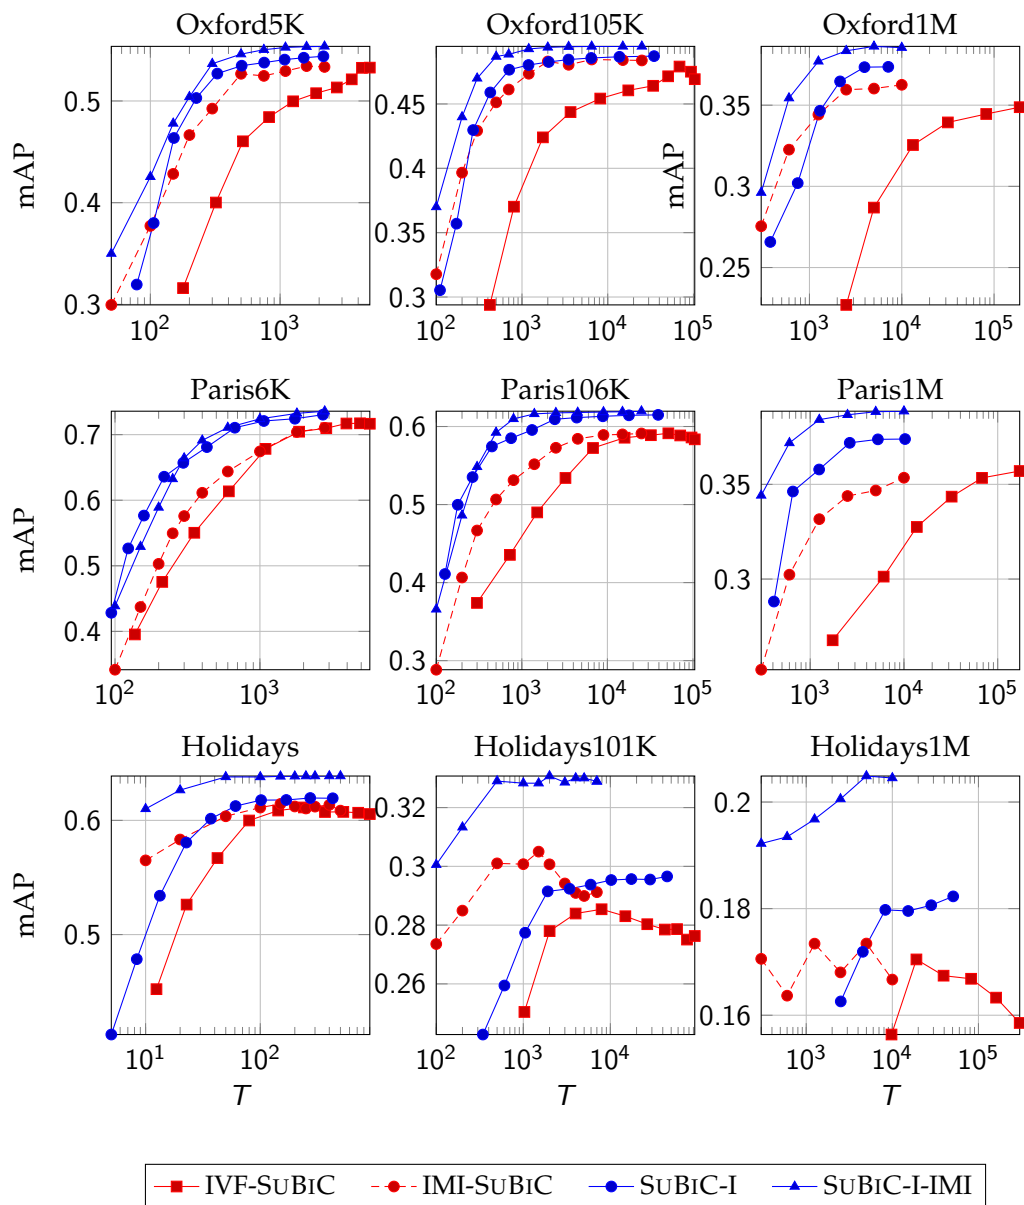 Oxford5K Oxford105K Oxford1M
mAP
0.5
0.4
0.3
10^2 10^3
0.45
0.4
0.35
0.3
10^2 10^3 10^4 10^5
mAP
0.35
0.3
0.25
10^3 10^4 10^5
Paris6K Paris106K Paris1M
mAP
0.7
0.6
0.5
0.4
10^2 10^3
0.6
0.5
0.4
0.3
10^2 10^3 10^4 10^5
0.35
0.3
10^3 10^4 10^5
Holidays Holidays101K Holidays1M
mAP
0.6
0.5
10^1 10^2
T
0.32
0.3
0.28
0.26
10^2 10^3 10^4
0.2
0.18
0.16
10^3 10^4 10^5
T
IVF-SUBIC IMI-SUBIC SUBIC-I SUBIC-I-IMI